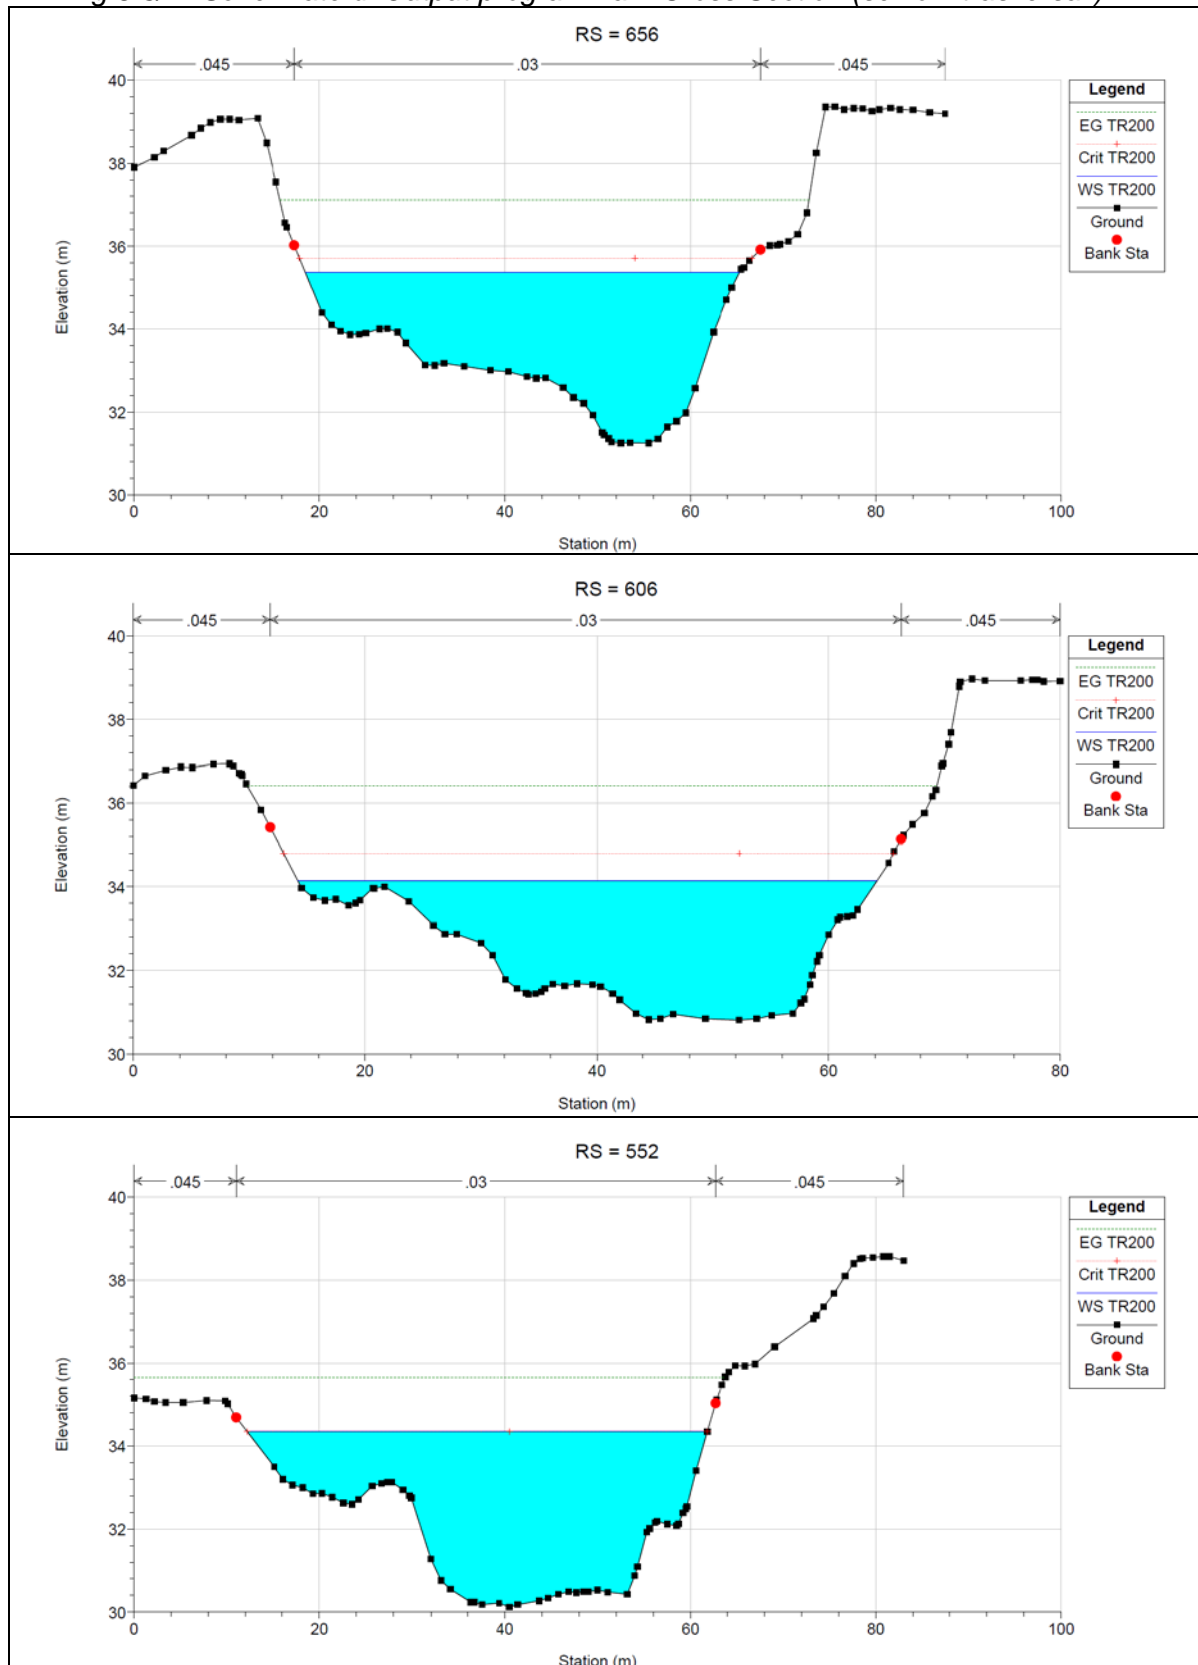 Output Cross Section
RS = 656
.045 .03 .045
40
38
36
34
32
30
Elevation (m)
0 20 40 60 80 100
Station (m)
Legend
EG TR200
Crit TR200
WS TR200
Ground
Bank Sta
RS = 606
.045 .03 .045
40
38
36
34
32
30
Elevation (m)
0 20 40 60 80
Station (m)
Legend
EG TR200
Crit TR200
WS TR200
Ground
Bank Sta
RS = 552
.045 .03 .045
40
38
36
34
32
30
Elevation (m)
0 20 40 60 80 100
Station (m)
Legend
EG TR200
Crit TR200
WS TR200
Ground
Bank Sta